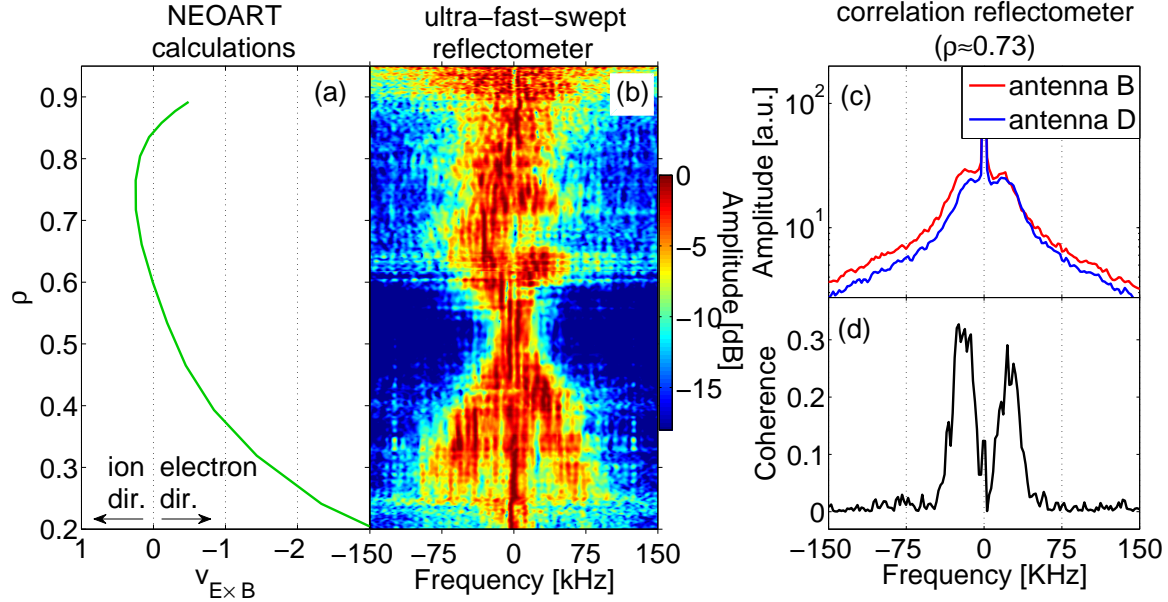 NEOART
calculations
ultra−fast−swept
reflectometer
correlation reflectometer
(ρ≈0.73)
(a)
(b)
(c)
(d)
antenna B
antenna D
ρ
0.9
0.8
0.7
0.6
0.5
0.4
0.3
0.2
ion
dir.
electron
dir.
1
0
−1
−2
v_E×B
−150
−75
0
75
150
Frequency [kHz]
0
−5
−10
−15
Amplitude [dB]
Amplitude [a.u.]
10^2
10^1
Coherence
0.3
0.2
0.1
0
−150
−75
0
75
150
Frequency [KHz]